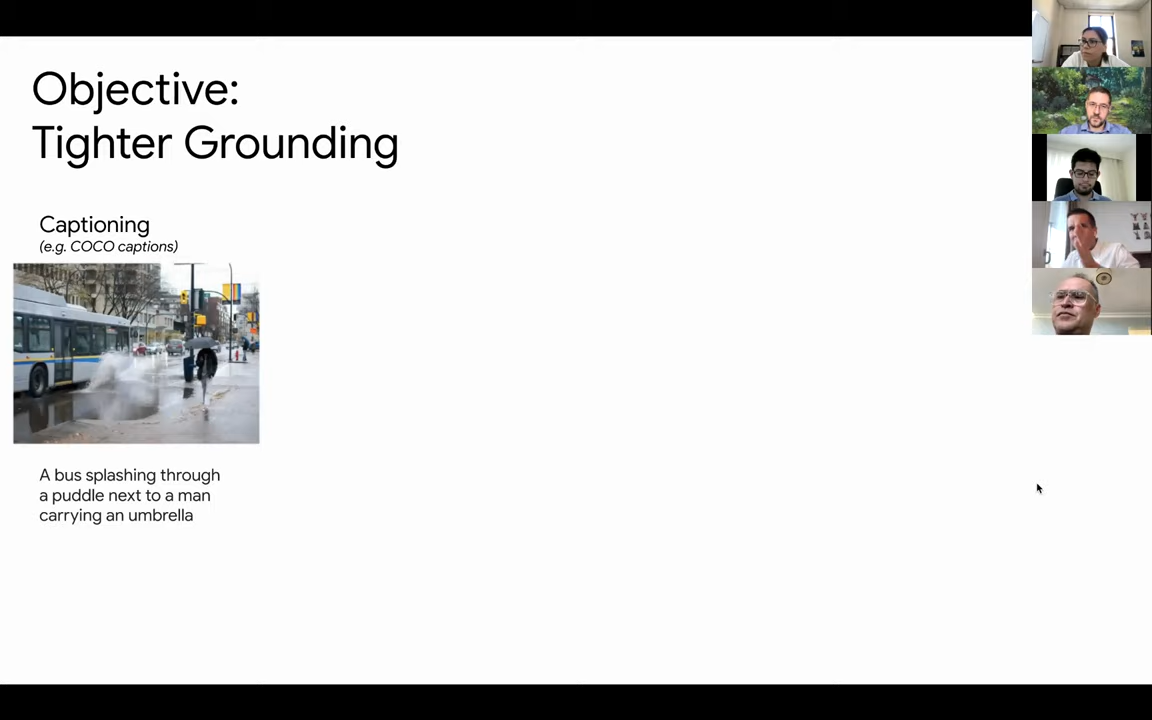 Objective:
Tighter Grounding
Captioning
(e.g. COCO captions)
A bus splashing through
a puddle next to a man
carrying an umbrella